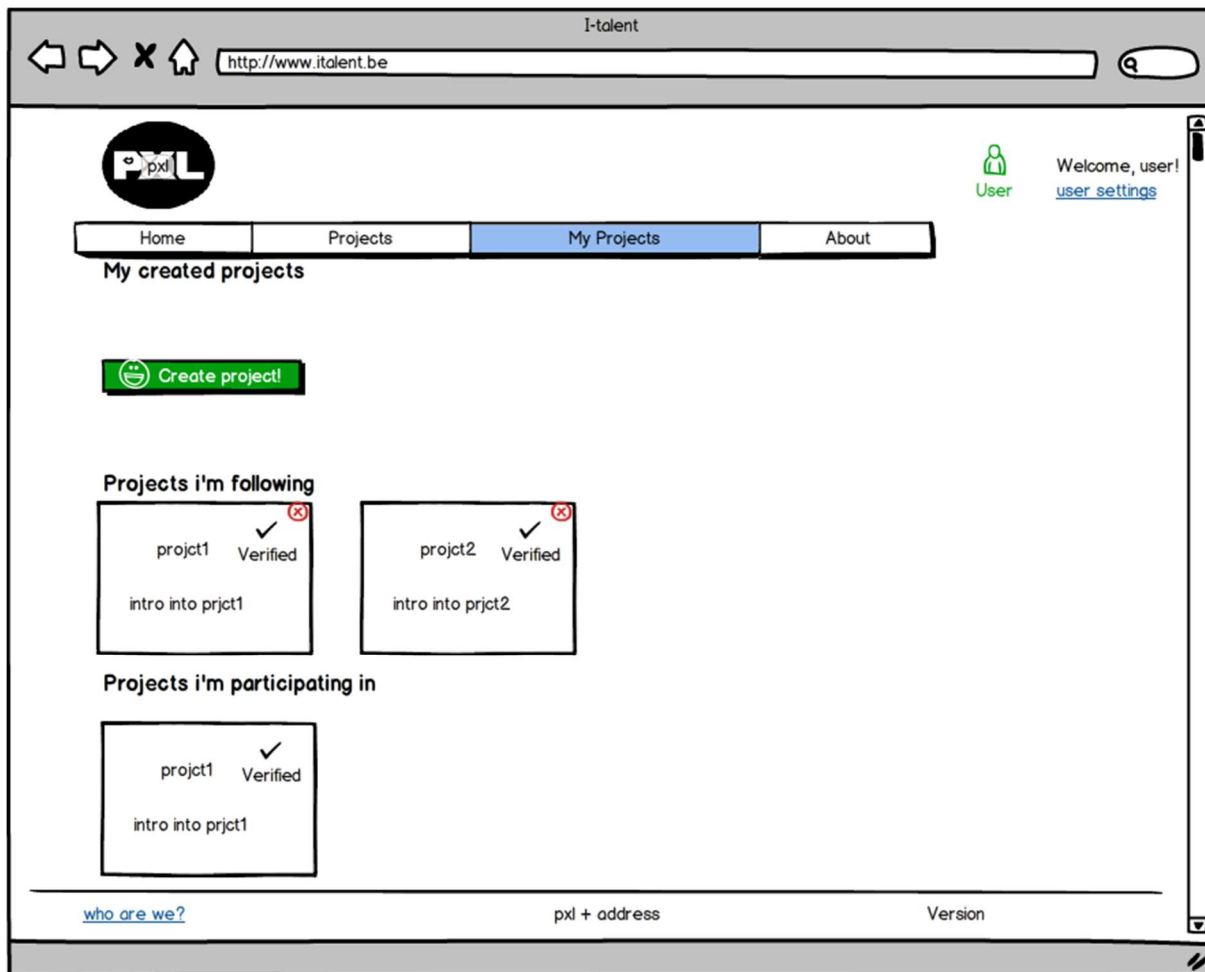 I-talent
http://www.italent.be
PXL
pxl
User
Welcome, user!
user settings
Home Projects My Projects About
My created projects
Create project!
Projects i'm following
projct1 Verified
intro into prjct1
projct2 Verified
intro into prjct2
Projects i'm participating in
projct1 Verified
intro into prjct1
who are we? pxl + address Version